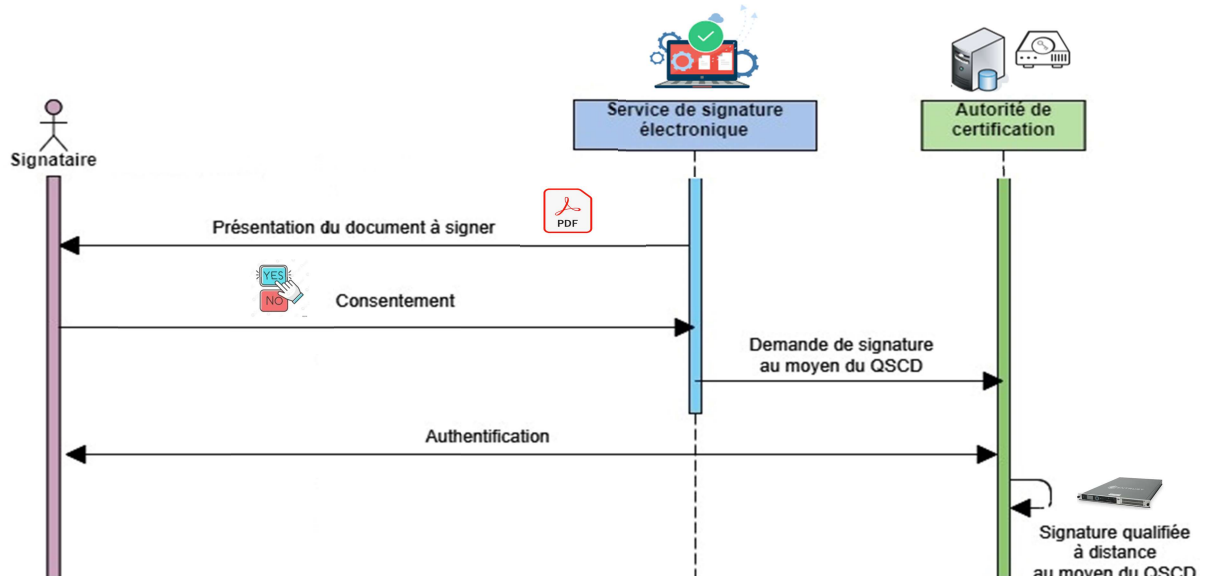 Service de signature
électronique
Autorité de
certification
Signataire
Présentation du document à signer
PDF
YES
NO
Consentement
Demande de signature
au moyen du QSCD
Authentification
Signature qualifiée
à distance
au moyen du QSCD